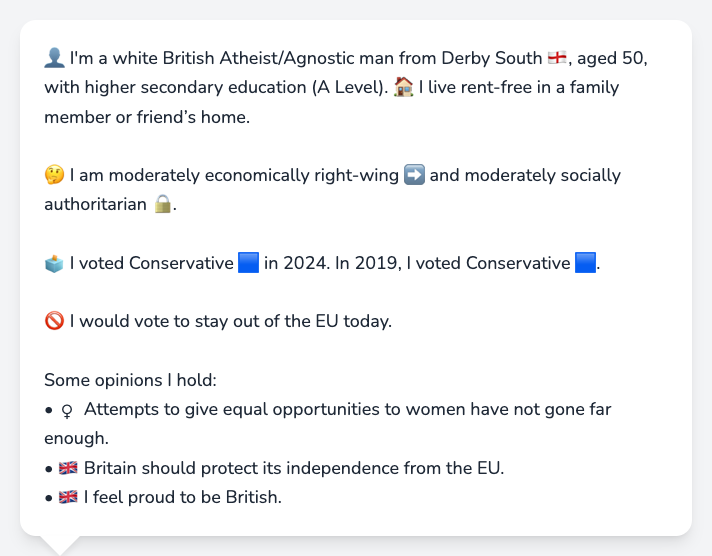 👤 I'm a white British Atheist/Agnostic man from Derby South 🏴󠁧󠁢󠁥󠁮󠁧󠁿, aged 50,
with higher secondary education (A Level). 🏠 I live rent-free in a family
member or friend’s home.
🤔 I am moderately economically right-wing ➡️ and moderately socially
authoritarian 🔒.
🗳️ I voted Conservative 🟦 in 2024. In 2019, I voted Conservative 🟦.
🚫 I would vote to stay out of the EU today.
Some opinions I hold:
• ♀ Attempts to give equal opportunities to women have not gone far
enough.
• 🇬🇧 Britain should protect its independence from the EU.
• 🇬🇧 I feel proud to be British.